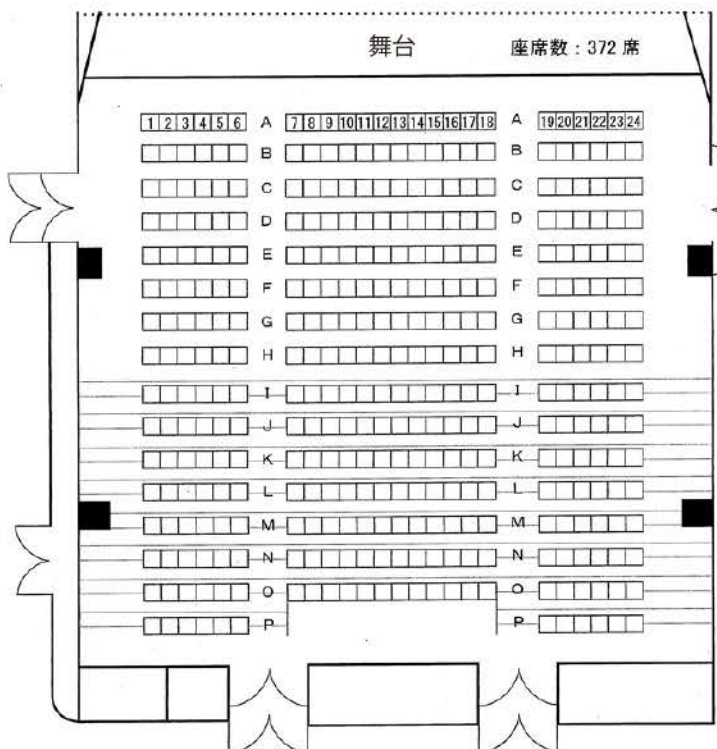 舞台 座席数：372 席
1 2 3 4 5 6 A 7 8 9 10 11 12 13 14 15 16 17 18 A 19 20 21 22 23 24
B B
C C
D D
E E
F F
G G
H H
I I
J J
K K
L L
M M
N N
O O
P P